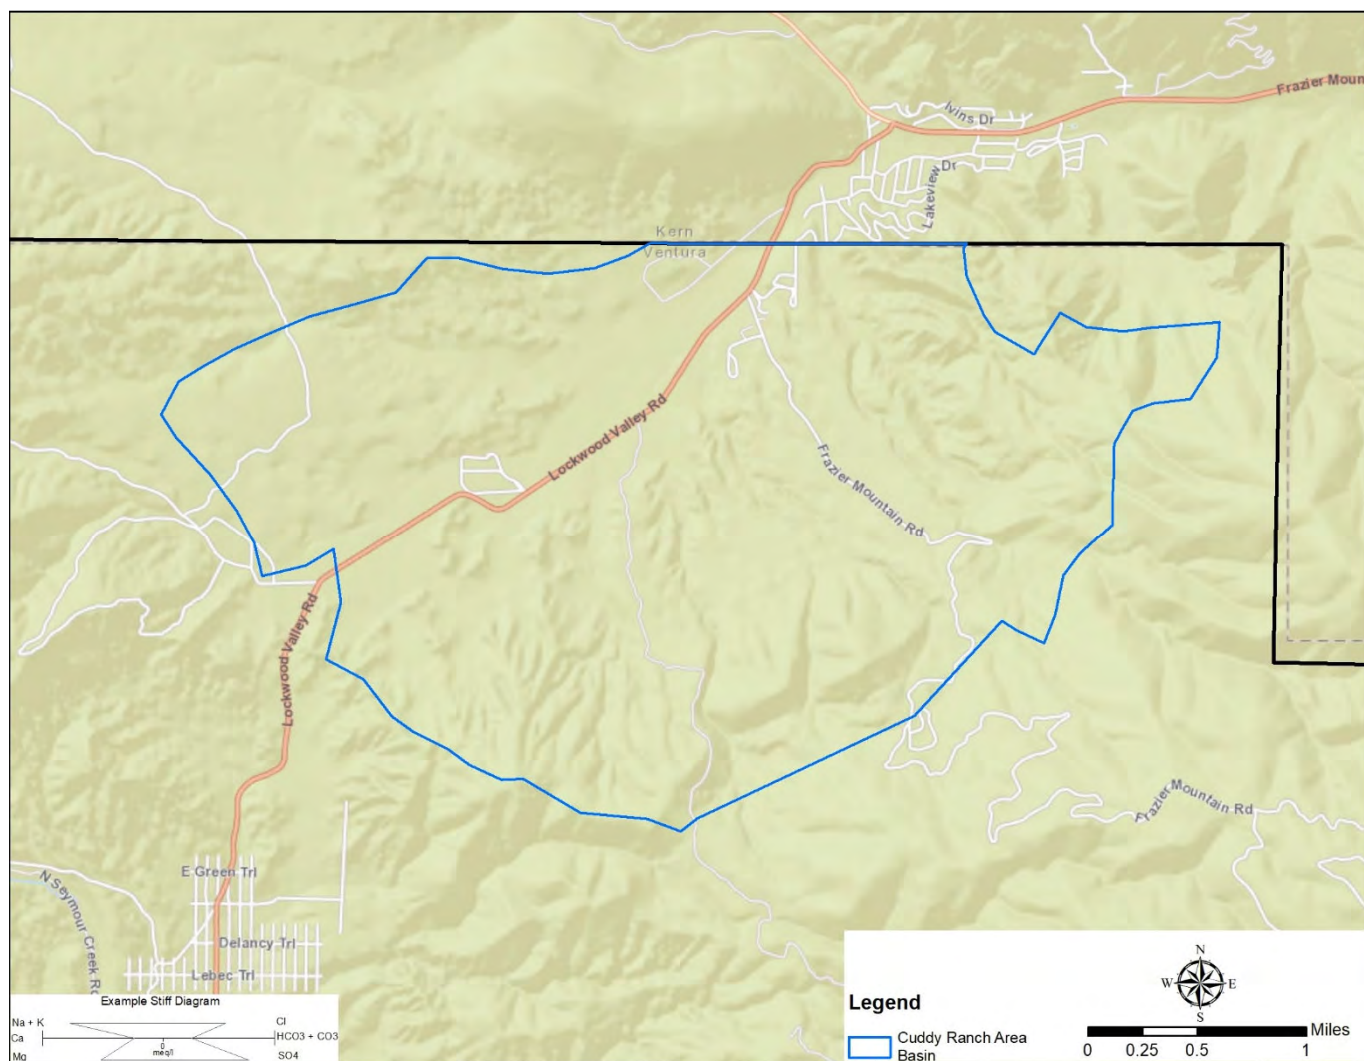 Frazier Moun
Ivins Dr
Lakeview Dr
Kern
Ventura
Lockwood Valley Rd
Frazier Mountain Rd
Lockwood Valley Rd
Frazier Mountain Rd
E Green Trl
N Seymour Creek Rd
Delancy Trl
Lebec Trl
Example Stiff Diagram
Na + K
Cl
Ca
HCO3 + CO3
0
meq/l
Mg
SO4
Legend
Cuddy Ranch Area
Basin
N
W
E
S
Miles
0 0.25 0.5 1